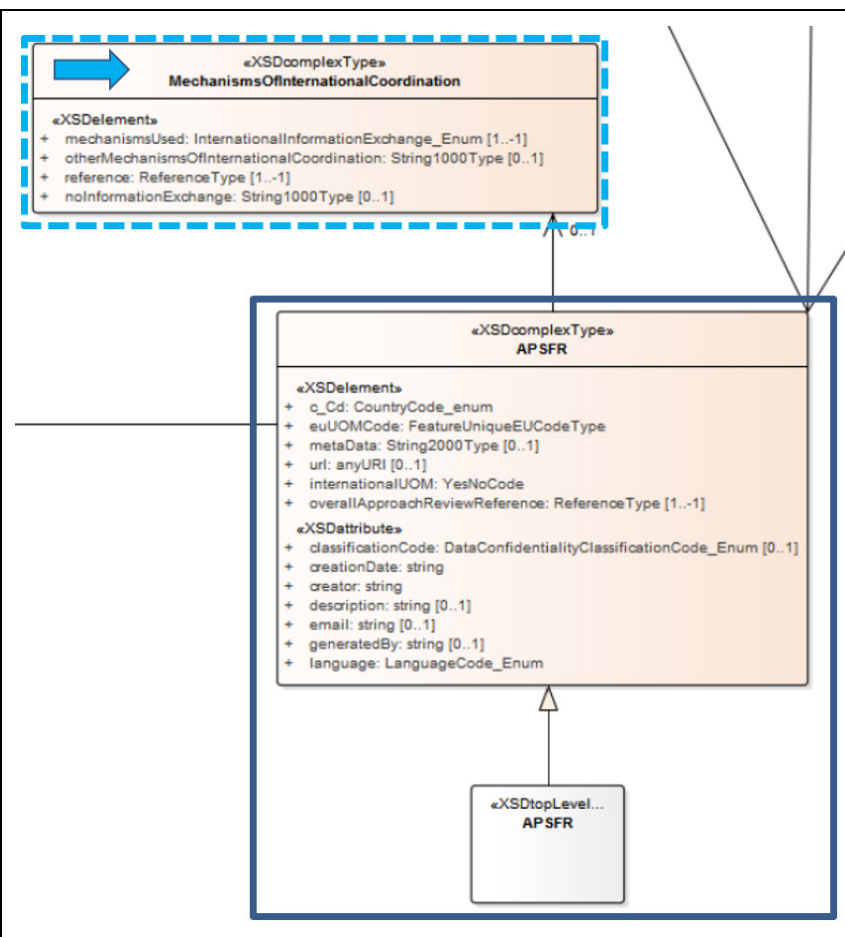 «XSDcomplexType»
MechanismsOfInternationalCoordination
«XSDelement»
+ mechanismsUsed: InternationalInformationExchange_Enum [1..-1]
+ otherMechanismsOfInternationalCoordination: String1000Type [0..1]
+ reference: ReferenceType [1..-1]
+ noInformationExchange: String1000Type [0..1]
0..1
«XSDcomplexType»
APSFR
«XSDelement»
+ c_Cd: CountryCode_enum
+ euUOMCode: FeatureUniqueEUCodeType
+ metaData: String2000Type [0..1]
+ url: anyURI [0..1]
+ internationalUOM: YesNoCode
+ overallApproachReviewReference: ReferenceType [1..-1]
«XSDattribute»
+ classificationCode: DataConfidentialityClassificationCode_Enum [0..1]
+ creationDate: string
+ creator: string
+ description: string [0..1]
+ email: string [0..1]
+ generatedBy: string [0..1]
+ language: LanguageCode_Enum
«XSDtopLevel...
APSFR